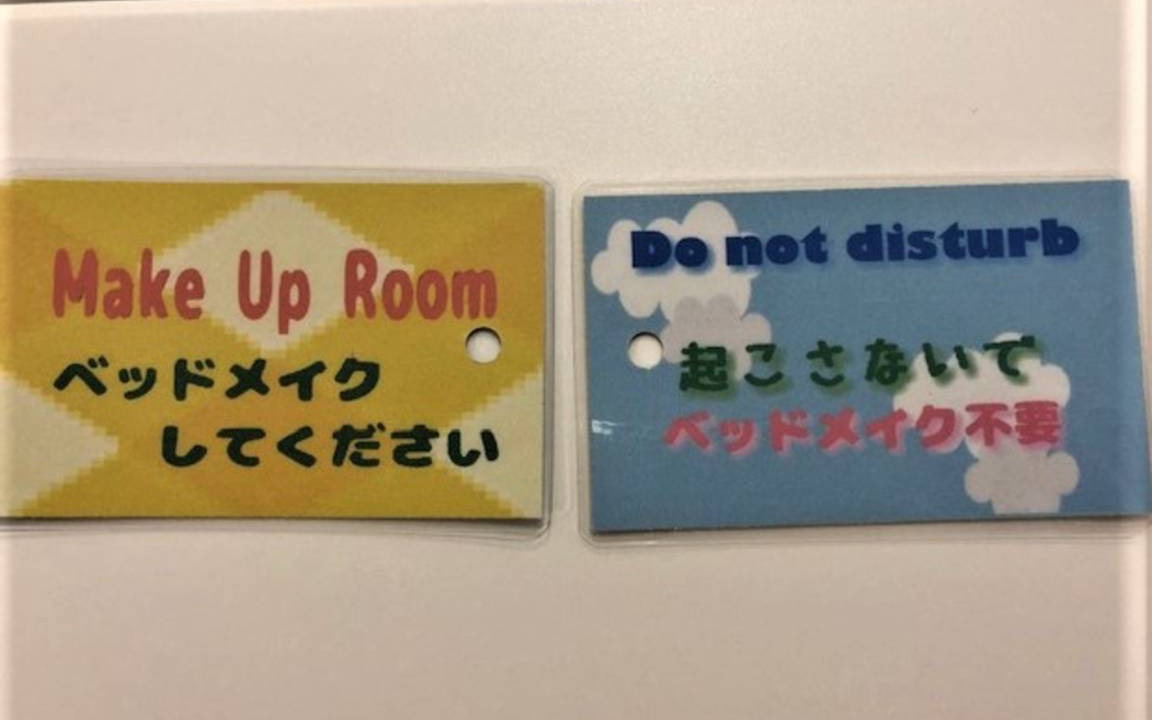 Make Up Room
ベッドメイク
してください
Do not disturb
起こさないで
ベッドメイク不要